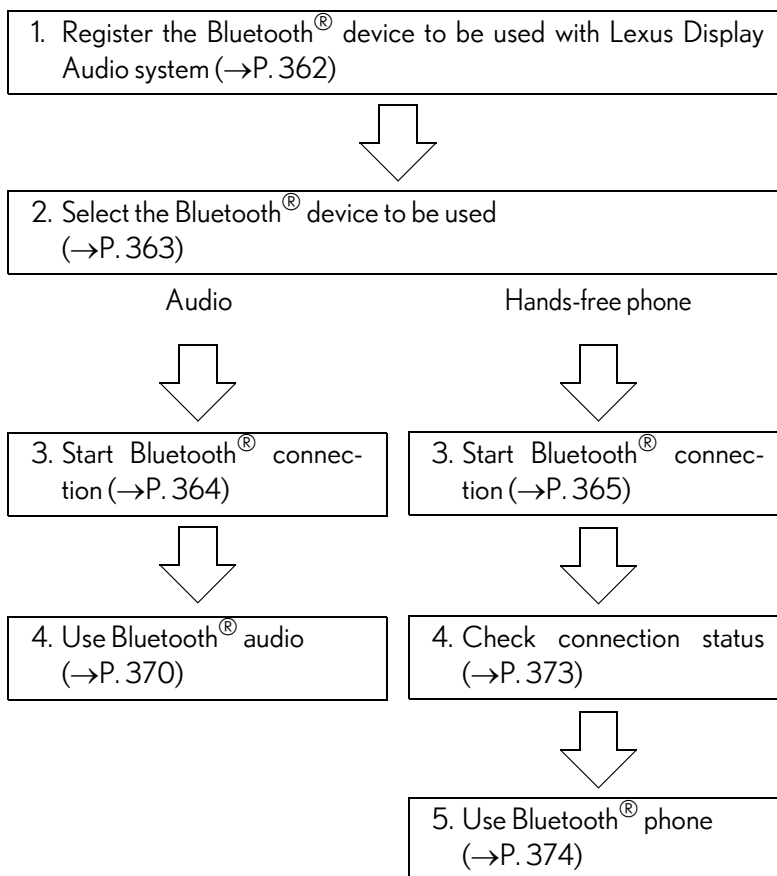 1. Register the Bluetooth® device to be used with Lexus Display
Audio system (→P. 362)
2. Select the Bluetooth® device to be used
(→P. 363)
Audio
Hands-free phone
3. Start Bluetooth® connec-
tion (→P. 364)
3. Start Bluetooth® connec-
tion (→P. 365)
4. Use Bluetooth® audio
(→P. 370)
4. Check connection status
(→P. 373)
5. Use Bluetooth® phone
(→P. 374)